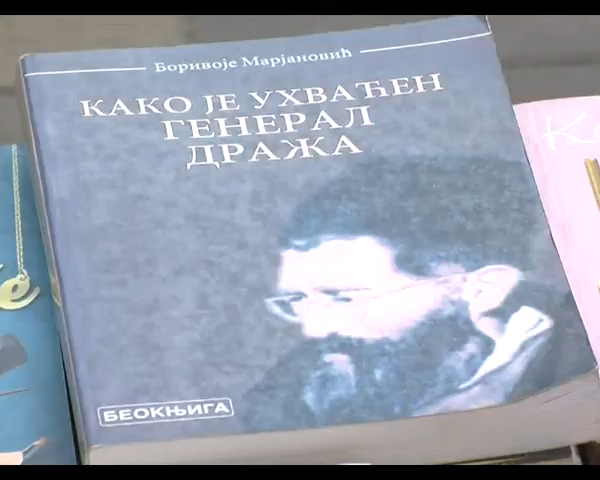 Боривоје Марјановић
КАКО ЈЕ УХВАЋЕН
ГЕНЕРАЛ
ДРАЖА
БЕОКЊИГА